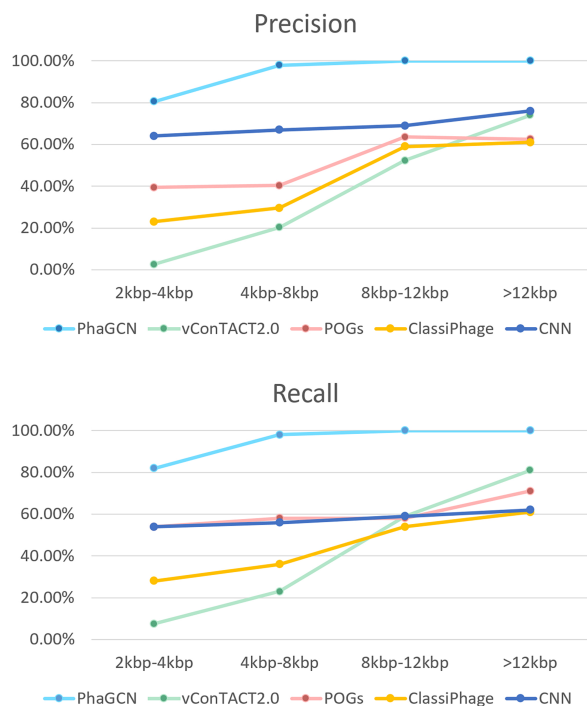 Precision
100.00%
80.00%
60.00%
40.00%
20.00%
0.00%
2kbp-4kbp 4kbp-8kbp 8kbp-12kbp >12kbp
PhaGCN vConTACT2.0 POGs ClassiPhage CNN
Recall
100.00%
80.00%
60.00%
40.00%
20.00%
0.00%
2kbp-4kbp 4kbp-8kbp 8kbp-12kbp >12kbp
PhaGCN vConTACT2.0 POGs ClassiPhage CNN